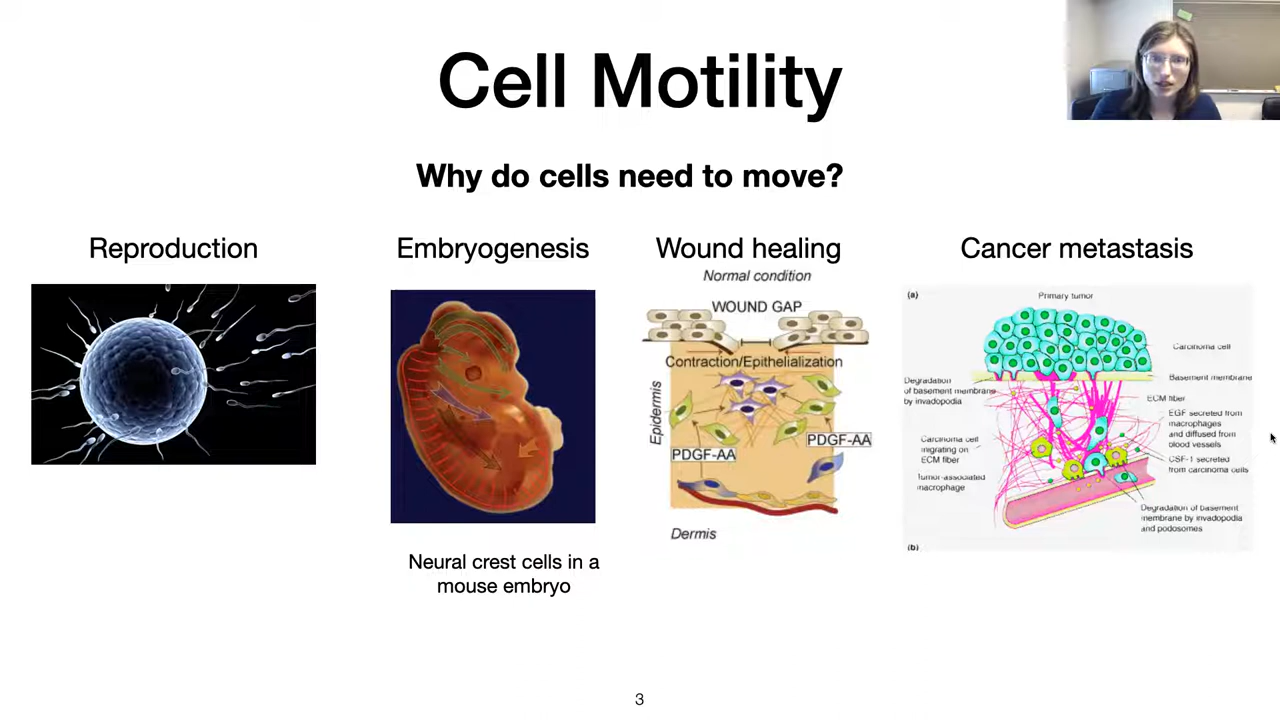 Cell Motility
Why do cells need to move?
Reproduction
Embryogenesis
Neural crest cells in a
mouse embryo
Wound healing
Normal condition
WOUND GAP
Contraction/Epithelialization
Epidermis
PDGF-AA
PDGF-AA
Dermis
Cancer metastasis
(a)
Primary tumor
Carcinoma cell
Degradation
of basement membrane
by invadopodia
Basement membrane
ECM fiber
EGF secreted from
macrophages
and diffused from
blood vessels
Carcinoma cell
migrating on
ECM fiber
CSF-1 secreted
from carcinoma cells
Tumor-associated
macrophage
Degradation of basement
membrane by invadopodia
and podosomes
(b)
3